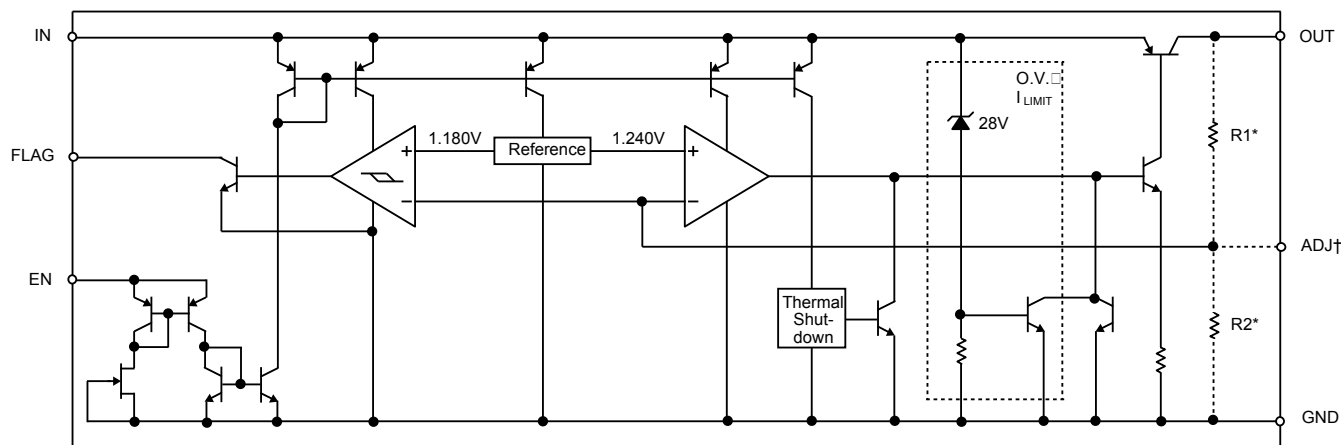 IN
OUT
O.V.□
I LIMIT
28V
R1*
FLAG
1.180V
Reference
1.240V
+
+
−
−
ADJ†
EN
Thermal
Shut-
down
R2*
GND